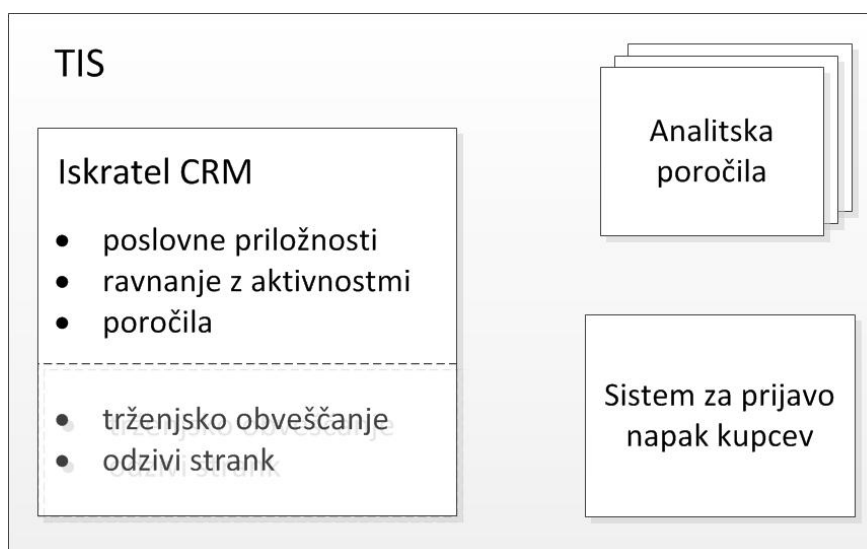 TIS
Iskratel CRM
• poslovne priložnosti
• ravnanje z aktivnostmi
• poročila
• trženjsko obveščanje
• odzivi strank
Analitska
poročila
Sistem za prijavo
napak kupcev